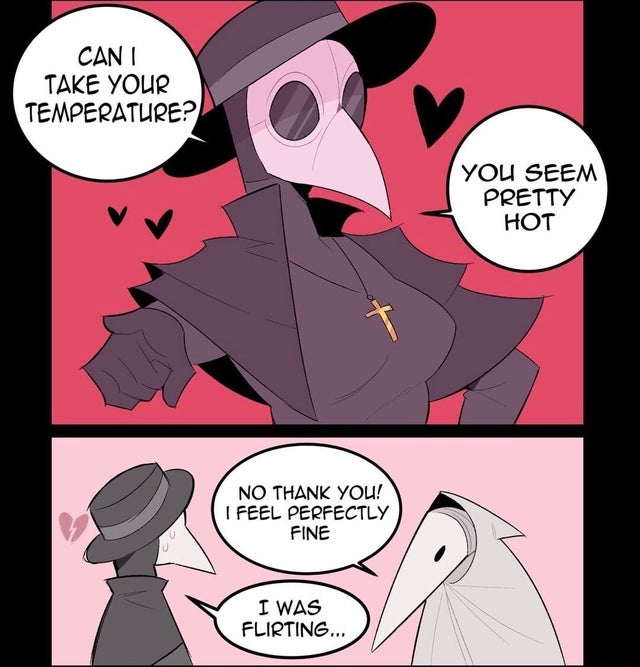 CAN I
TAKE YOUR
TEMPERATURE?
YOU SEEM
PRETTY
HOT
NO THANK YOU!
I FEEL PERFECTLY
FINE
I WAS
FLIRTING...